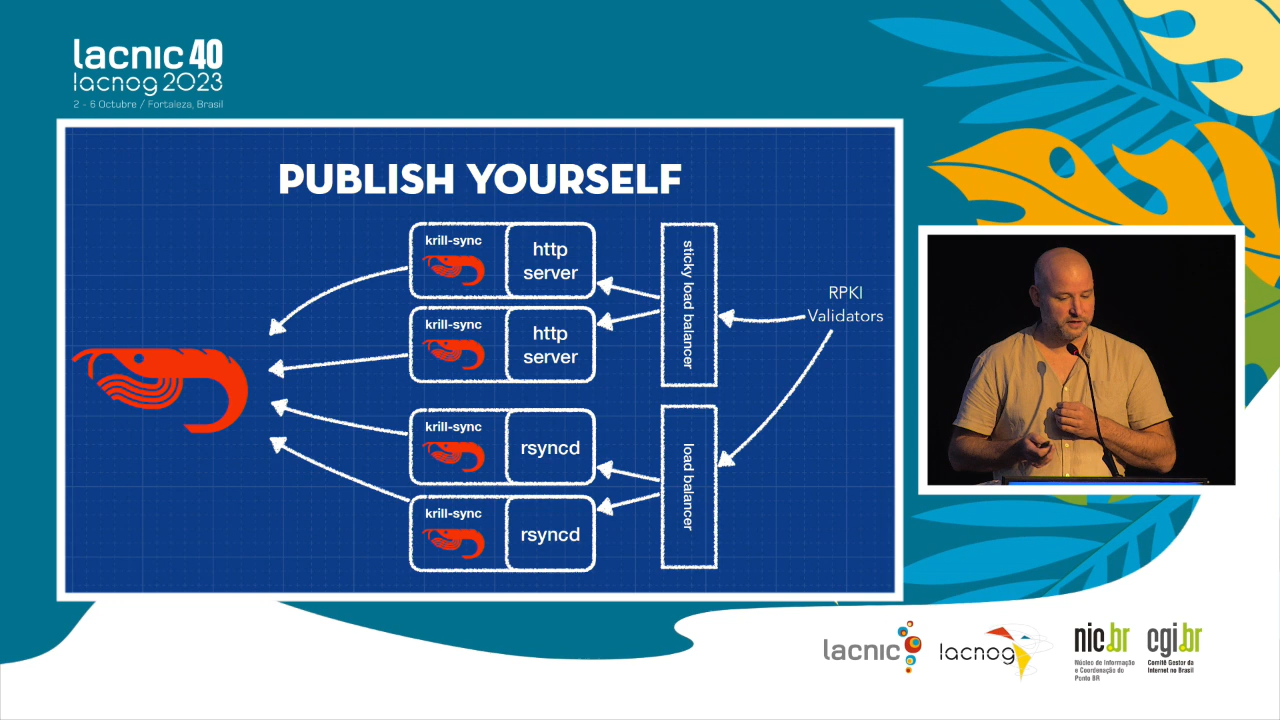 lacnic 40
lacnog 2023
2 - 6 Octubre / Fortaleza, Brasil
PUBLISH YOURSELF
krill-sync
http
server
krill-sync
http
server
krill-sync
rsyncd
krill-sync
rsyncd
sticky load balancer
load balancer
RPKI
Validators
lacnic
lacnog
nic.br
Núcleo de Informação
e Coordenação do
Ponto BR
cgi.br
Comitê Gestor da
Internet no Brasil